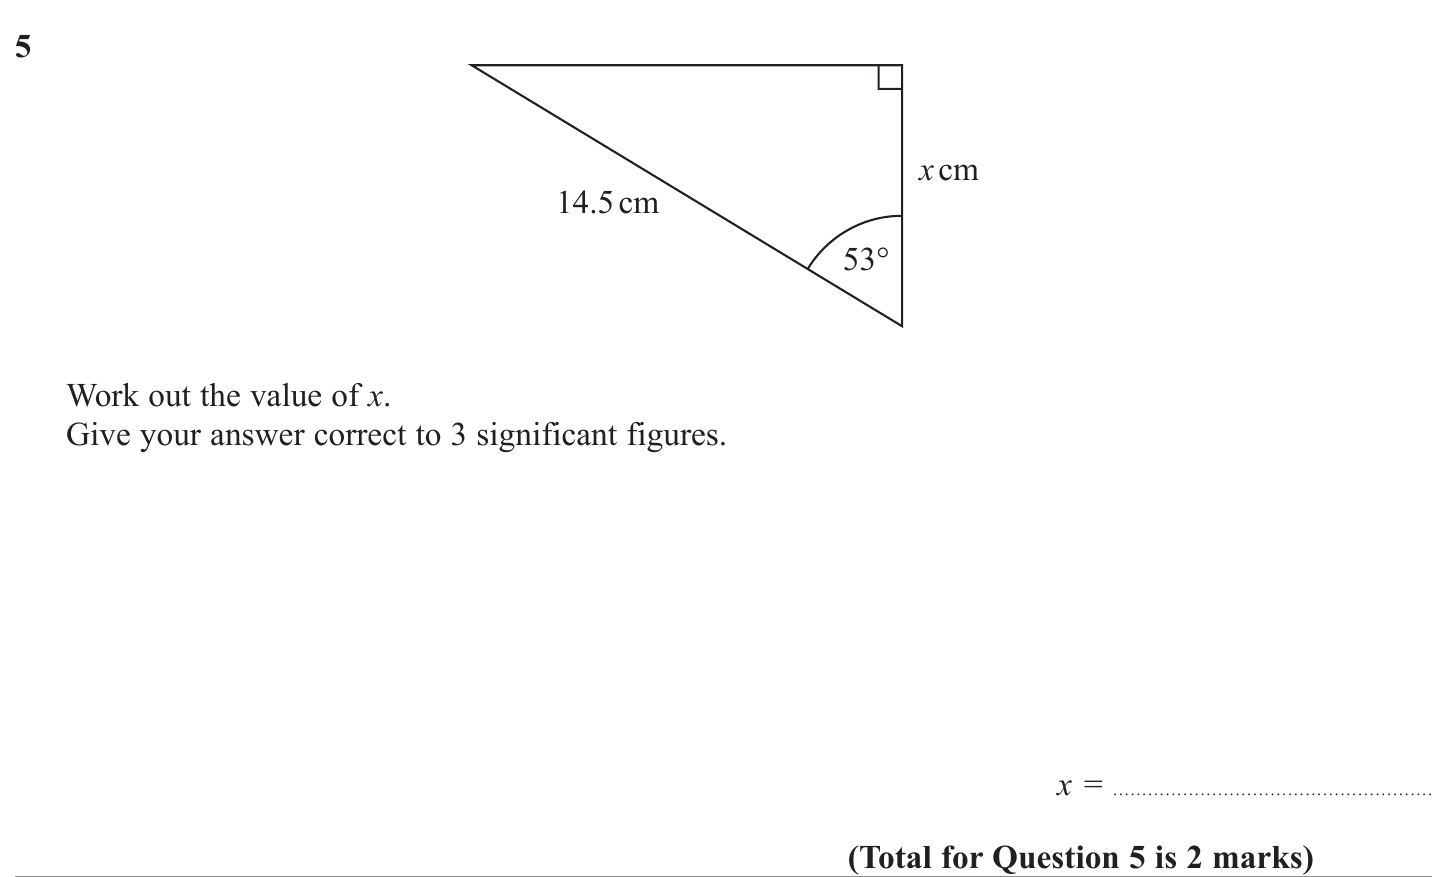 5
x cm
14.5 cm
53°
Work out the value of x.
Give your answer correct to 3 significant figures.
x = ........................................................
(Total for Question 5 is 2 marks)